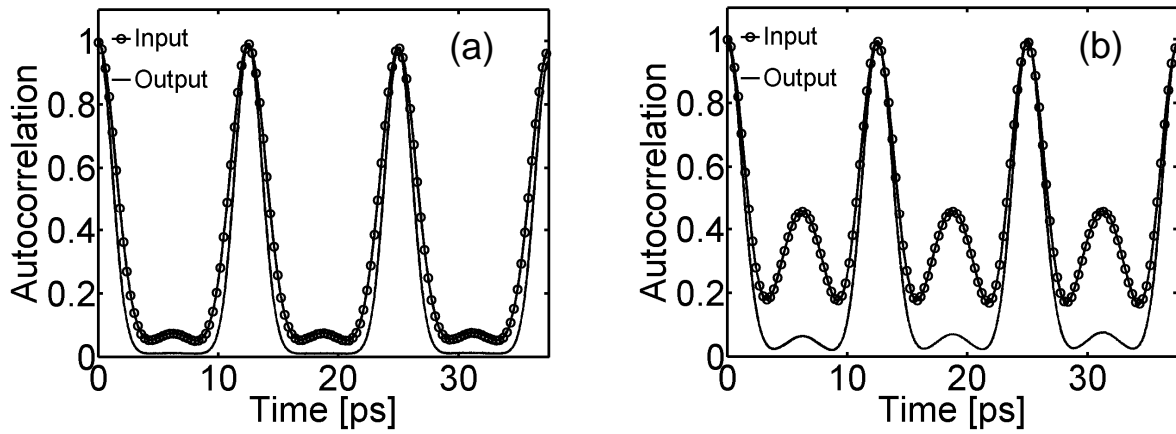 (a)
Input
Output
Autocorrelation
1
0.8
0.6
0.4
0.2
0
0 10 20 30
Time [ps]
(b)
Input
Output
Autocorrelation
1
0.8
0.6
0.4
0.2
0
0 10 20 30
Time [ps]